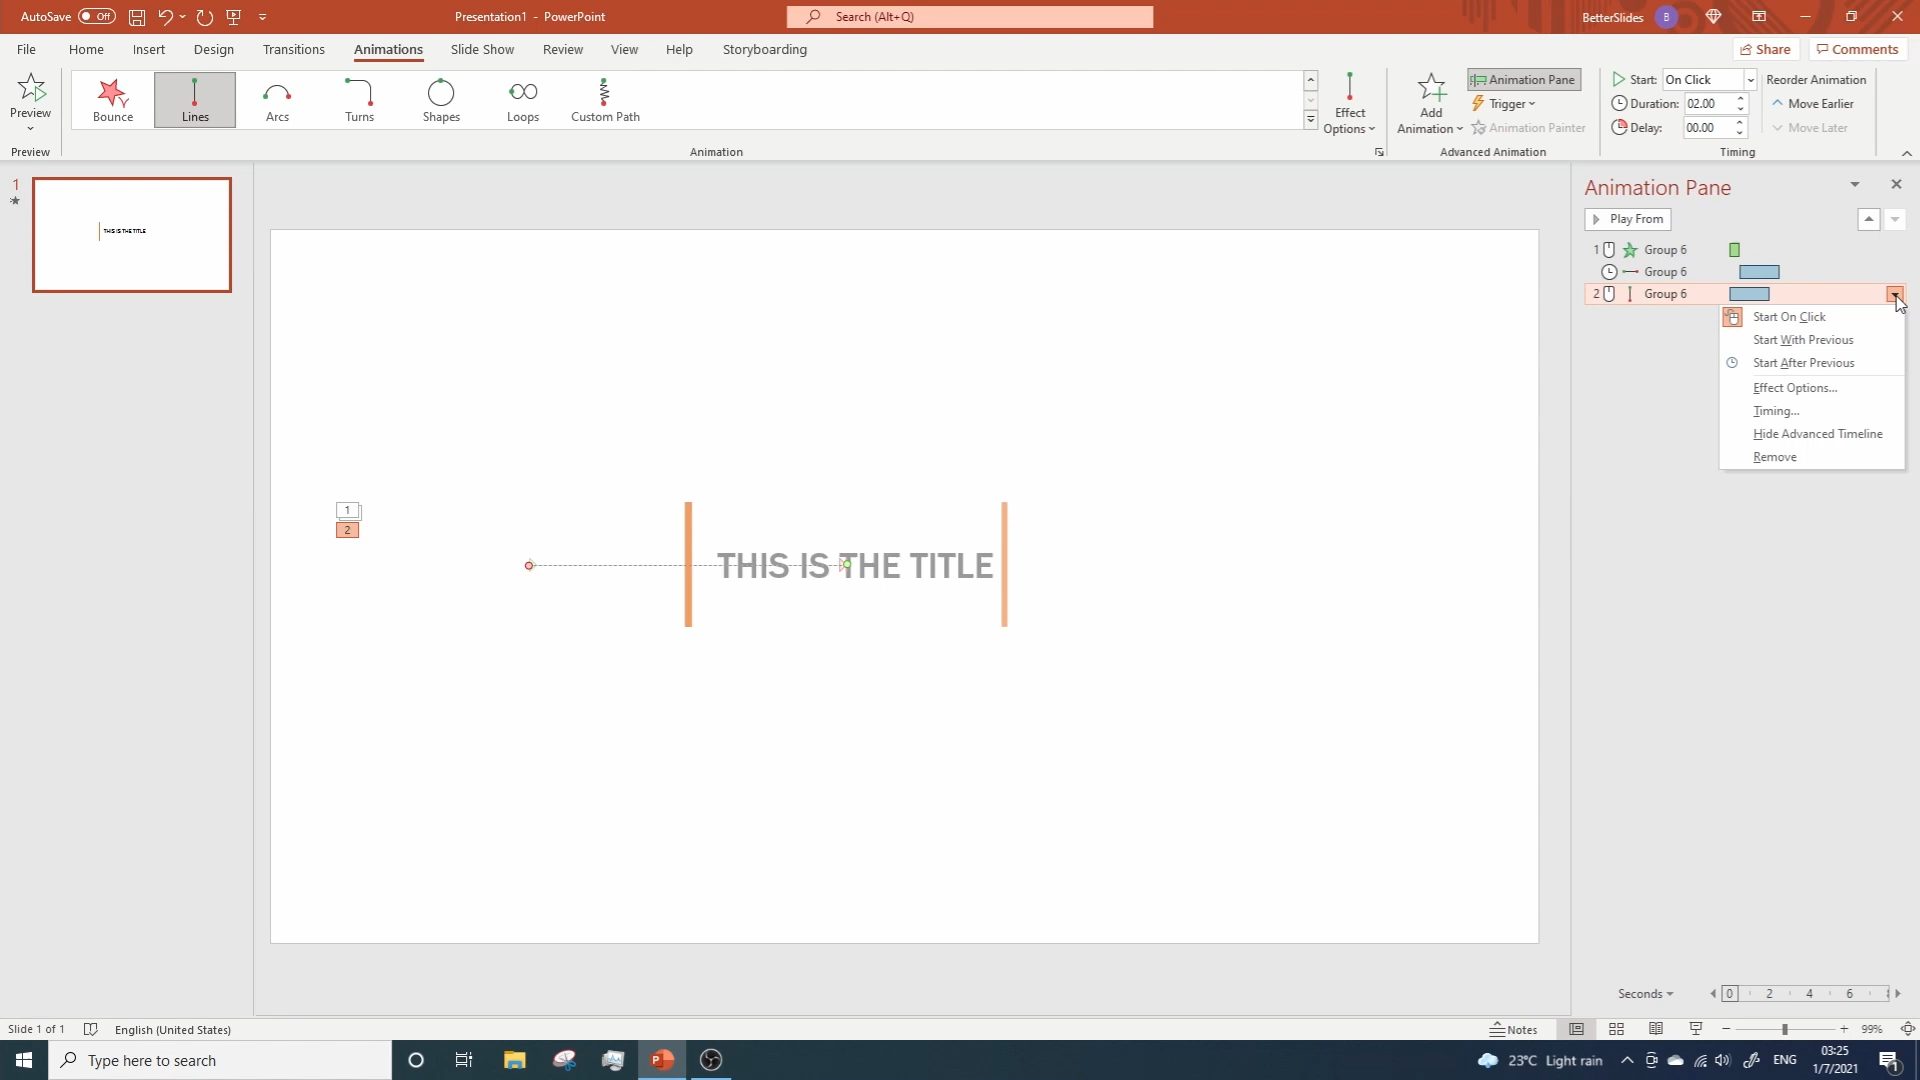 AutoSave Off Presentation1 - PowerPoint Search (Alt+Q) BetterSlides B
File Home Insert Design Transitions Animations Slide Show Review View Help Storyboarding Share Comments
Preview Bounce Lines Arcs Turns Shapes Loops Custom Path
Effect Options
Add Animation
Animation Pane
Trigger
Animation Painter
Start: On Click
Duration: 02.00
Delay: 00.00
Reorder Animation
Move Earlier
Move Later
Preview Animation Advanced Animation Timing
1
THIS IS THE TITLE
1
2
THIS IS THE TITLE
Animation Pane
Play From
1 Group 6
Group 6
2 Group 6
Start On Click
Start With Previous
Start After Previous
Effect Options...
Timing...
Hide Advanced Timeline
Remove
Seconds 0 2 4 6
Slide 1 of 1 English (United States) Notes 99%
Type here to search 23°C Light rain ENG 03:25
1/7/2021 1